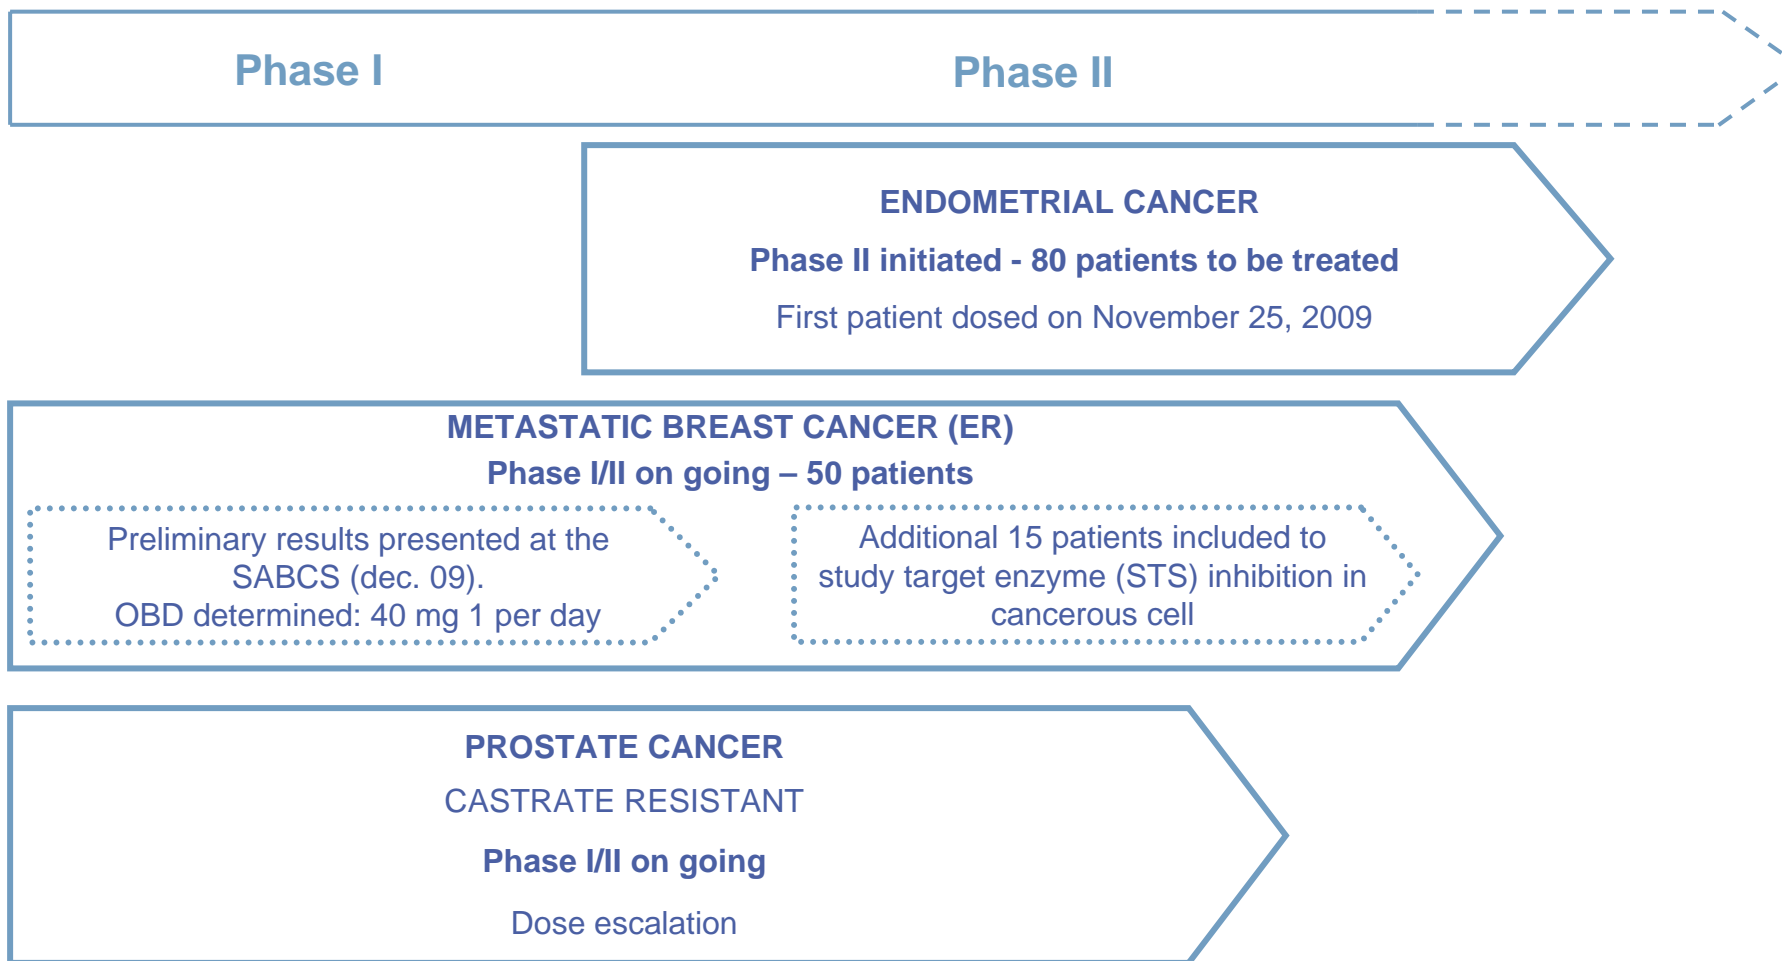 Phase I
Phase II
ENDOMETRIAL CANCER
Phase II initiated - 80 patients to be treated
First patient dosed on November 25, 2009
METASTATIC BREAST CANCER (ER)
Phase I/II on going – 50 patients
Preliminary results presented at the
SABCS (dec. 09).
OBD determined: 40 mg 1 per day
Additional 15 patients included to
study target enzyme (STS) inhibition in
cancerous cell
PROSTATE CANCER
CASTRATE RESISTANT
Phase I/II on going
Dose escalation